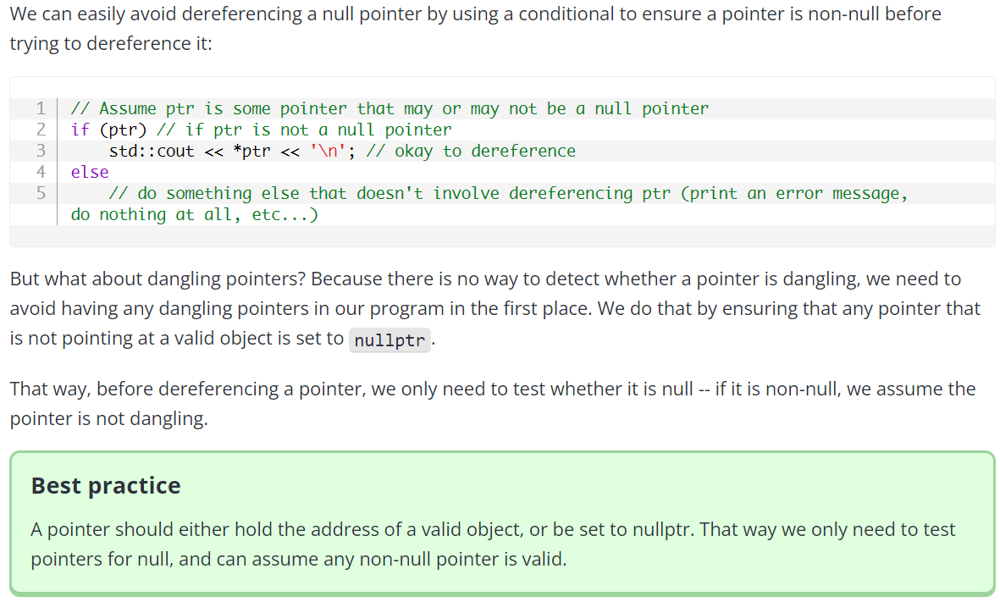 We can easily avoid dereferencing a null pointer by using a conditional to ensure a pointer is non-null before
trying to dereference it:
1 // Assume ptr is some pointer that may or may not be a null pointer
2 if (ptr) // if ptr is not a null pointer
3     std::cout << *ptr << '\n'; // okay to dereference
4 else
5     // do something else that doesn't involve dereferencing ptr (print an error message,
do nothing at all, etc...)
But what about dangling pointers? Because there is no way to detect whether a pointer is dangling, we need to
avoid having any dangling pointers in our program in the first place. We do that by ensuring that any pointer that
is not pointing at a valid object is set to nullptr.
That way, before dereferencing a pointer, we only need to test whether it is null -- if it is non-null, we assume the
pointer is not dangling.
Best practice
A pointer should either hold the address of a valid object, or be set to nullptr. That way we only need to test
pointers for null, and can assume any non-null pointer is valid.